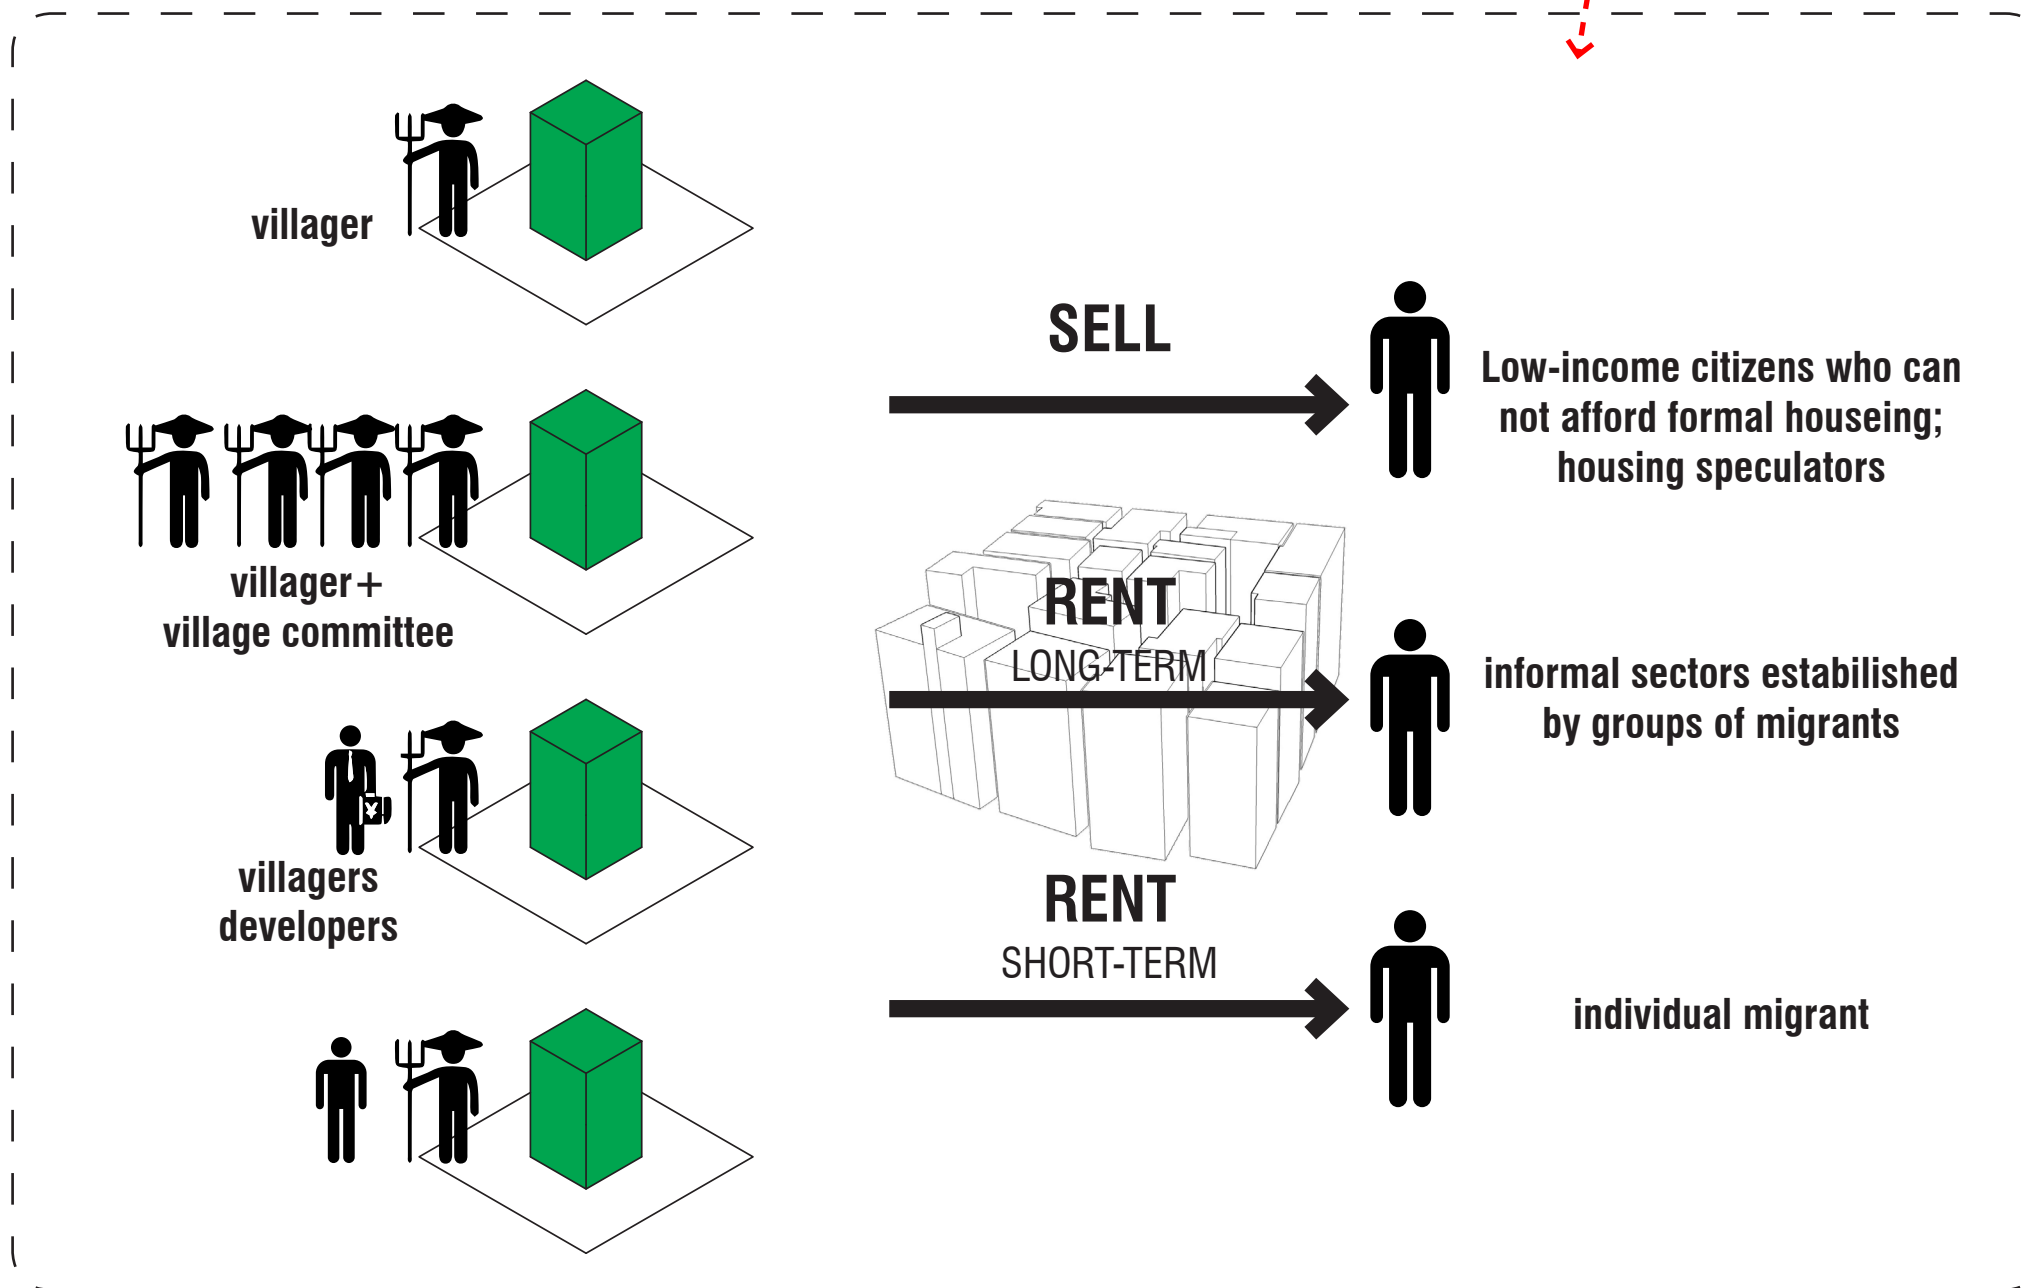 villager
villager+
village committee
villagers
developers
SELL
RENT
LONG-TERM
RENT
SHORT-TERM
Low-income citizens who can
not afford formal houseing;
housing speculators
informal sectors estabilished
by groups of migrants
individual migrant